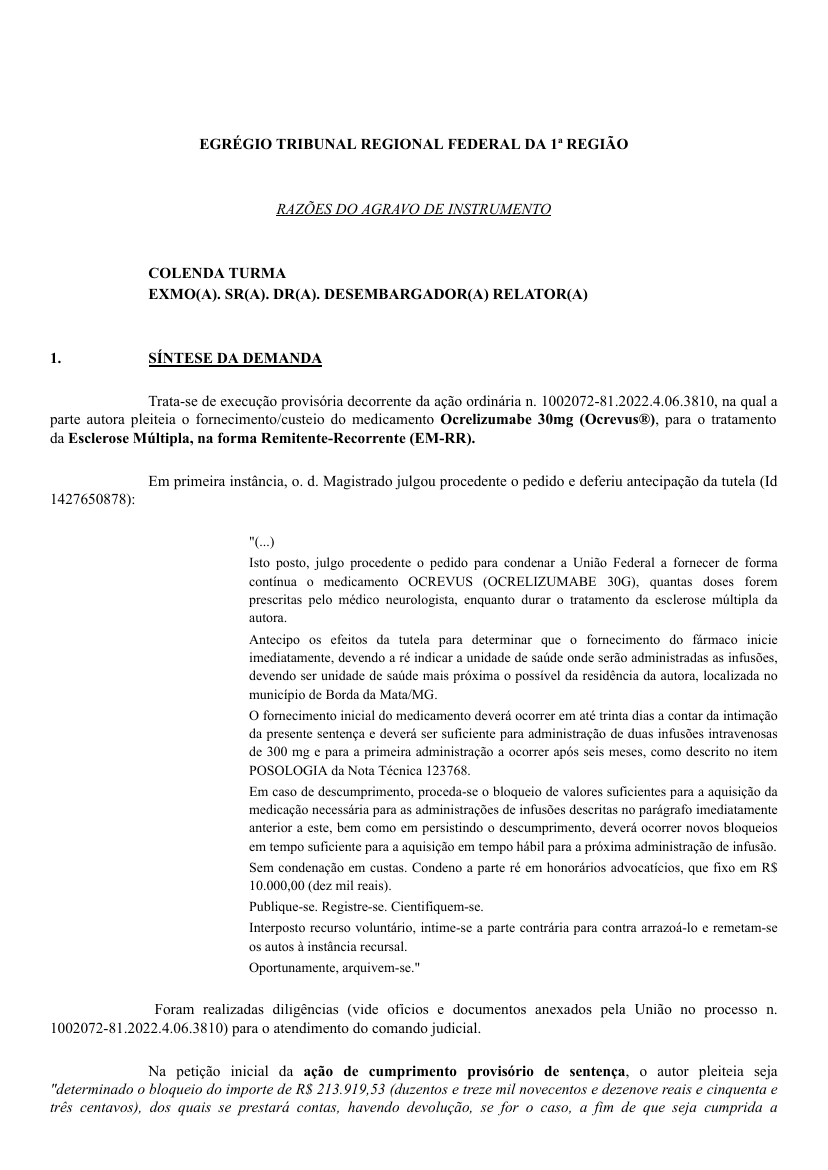 EGRÉGIO TRIBUNAL REGIONAL FEDERAL DA 1ª REGIÃO
RAZÕES DO AGRAVO DE INSTRUMENTO
COLENDA TURMA
EXMO(A). SR(A). DR(A). DESEMBARGADOR(A) RELATOR(A)
1. SÍNTESE DA DEMANDA
Trata-se de execução provisória decorrente da ação ordinária n. 1002072-81.2022.4.06.3810, na qual a
parte autora pleiteia o fornecimento/custeio do medicamento Ocrelizumabe 30mg (Ocrevus®), para o tratamento
da Esclerose Múltipla, na forma Remitente-Recorrente (EM-RR).
Em primeira instância, o. d. Magistrado julgou procedente o pedido e deferiu antecipação da tutela (Id
1427650878):
"(...)
Isto posto, julgo procedente o pedido para condenar a União Federal a fornecer de forma
contínua o medicamento OCREVUS (OCRELIZUMABE 30G), quantas doses forem
prescritas pelo médico neurologista, enquanto durar o tratamento da esclerose múltipla da
autora.
Antecipo os efeitos da tutela para determinar que o fornecimento do fármaco inicie
imediatamente, devendo a ré indicar a unidade de saúde onde serão administradas as infusões,
devendo ser unidade de saúde mais próxima o possível da residência da autora, localizada no
município de Borda da Mata/MG.
O fornecimento inicial do medicamento deverá ocorrer em até trinta dias a contar da intimação
da presente sentença e deverá ser suficiente para administração de duas infusões intravenosas
de 300 mg e para a primeira administração a ocorrer após seis meses, como descrito no item
POSOLOGIA da Nota Técnica 123768.
Em caso de descumprimento, proceda-se o bloqueio de valores suficientes para a aquisição da
medicação necessária para as administrações de infusões descritas no parágrafo imediatamente
anterior a este, bem como em persistindo o descumprimento, deverá ocorrer novos bloqueios
em tempo suficiente para a aquisição em tempo hábil para a próxima administração de infusão.
Sem condenação em custas. Condeno a parte ré em honorários advocatícios, que fixo em R$
10.000,00 (dez mil reais).
Publique-se. Registre-se. Cientifiquem-se.
Interposto recurso voluntário, intime-se a parte contrária para contra arrazoá-lo e remetam-se
os autos à instância recursal.
Oportunamente, arquivem-se."
Foram realizadas diligências (vide ofícios e documentos anexados pela União no processo n.
1002072-81.2022.4.06.3810) para o atendimento do comando judicial.
Na petição inicial da ação de cumprimento provisório de sentença, o autor pleiteia seja
"determinado o bloqueio do importe de R$ 213.919,53 (duzentos e treze mil novecentos e dezenove reais e cinquenta e
três centavos), dos quais se prestará contas, havendo devolução, se for o caso, a fim de que seja cumprida a